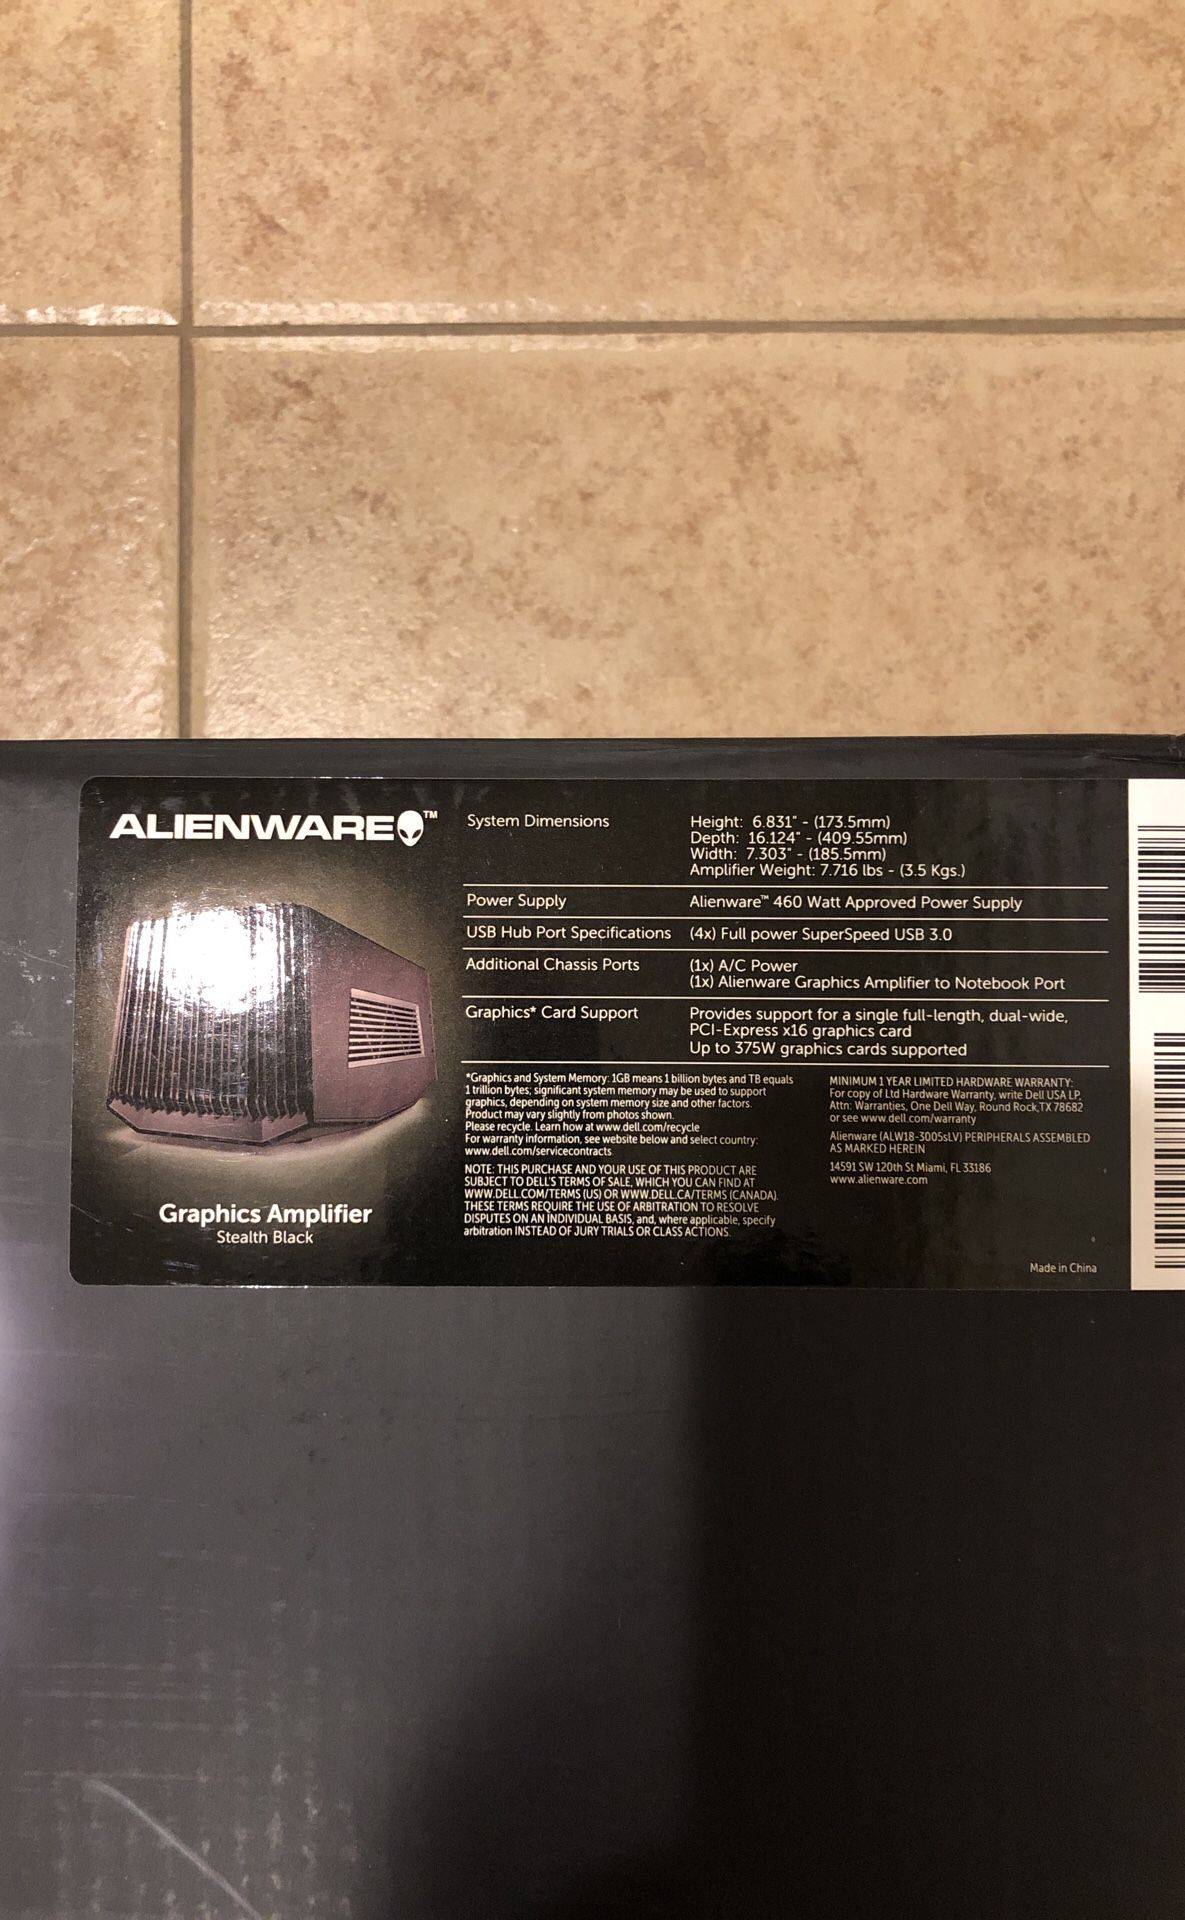 ALIENWARE™
Graphics Amplifier
Stealth Black
System Dimensions
Height: 6.831" - (173.5mm)
Depth: 16.124" - (409.55mm)
Width: 7.303" - (185.5mm)
Amplifier Weight: 7.716 lbs - (3.5 Kgs.)
Power Supply
Alienware™ 460 Watt Approved Power Supply
USB Hub Port Specifications
(4x) Full power SuperSpeed USB 3.0
Additional Chassis Ports
(1x) A/C Power
(1x) Alienware Graphics Amplifier to Notebook Port
Graphics* Card Support
Provides support for a single full-length, dual-wide,
PCI-Express x16 graphics card
Up to 375W graphics cards supported
*Graphics and System Memory: 1GB means 1 billion bytes and TB equals
1 trillion bytes; significant system memory may be used to support
graphics, depending on system memory size and other factors.
Product may vary slightly from photos shown.
Please recycle. Learn how at www.dell.com/recycle
For warranty information, see website below and select country:
www.dell.com/servicecontracts
NOTE: THIS PURCHASE AND YOUR USE OF THIS PRODUCT ARE
SUBJECT TO DELL'S TERMS OF SALE, WHICH YOU CAN FIND AT
WWW.DELL.COM/TERMS (US) OR WWW.DELL.CA/TERMS (CANADA).
THESE TERMS REQUIRE THE USE OF ARBITRATION TO RESOLVE
DISPUTES ON AN INDIVIDUAL BASIS, and, where applicable, specify
arbitration INSTEAD OF JURY TRIALS OR CLASS ACTIONS.
MINIMUM 1 YEAR LIMITED HARDWARE WARRANTY:
For copy of Ltd Hardware Warranty, write Dell USA LP,
Attn: Warranties, One Dell Way, Round Rock,TX 78682
or see www.dell.com/warranty
Alienware (ALW18-3005sLV) PERIPHERALS ASSEMBLED
AS MARKED HEREIN
14591 SW 120th St Miami, FL 33186
www.alienware.com
Made in China